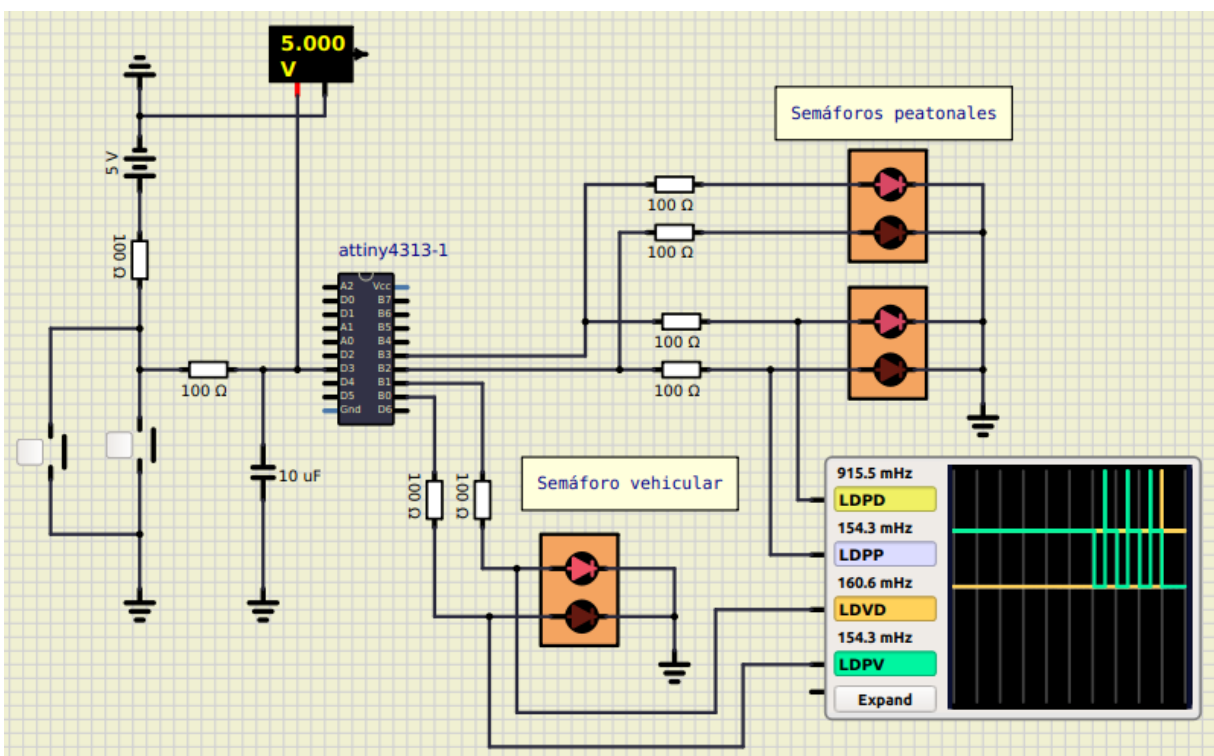 5.000
V
Semáforos peatonales
5 V
100 Ω
100 Ω
100 Ω
100 Ω
attiny4313-1
A2 Vcc
D0 B7
D1 B6
A1 B5
A0 B4
D2 B3
D3 B2
D4 B1
D5 B0
Gnd D6
100 Ω
100 Ω
10 uF
100 Ω
100 Ω
Semáforo vehicular
915.5 mHz
LDPD
154.3 mHz
LDPP
160.6 mHz
LDVD
154.3 mHz
LDPV
Expand